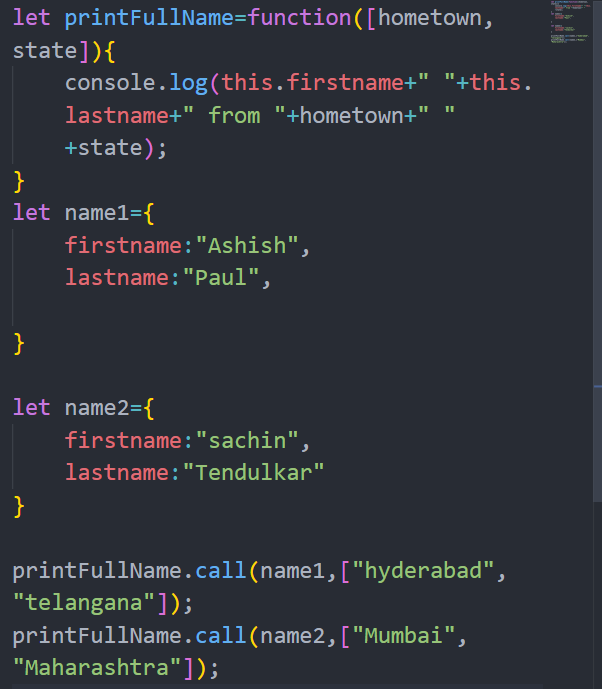 let printFullName=function([hometown,
state]){
    console.log(this.firstname+" "+this.
    lastname+" from "+hometown+" "
    +state);
}
let name1={
    firstname:"Ashish",
    lastname:"Paul",
}
let name2={
    firstname:"sachin",
    lastname:"Tendulkar"
}
printFullName.call(name1,["hyderabad",
"telangana"]);
printFullName.call(name2,["Mumbai",
"Maharashtra"]);